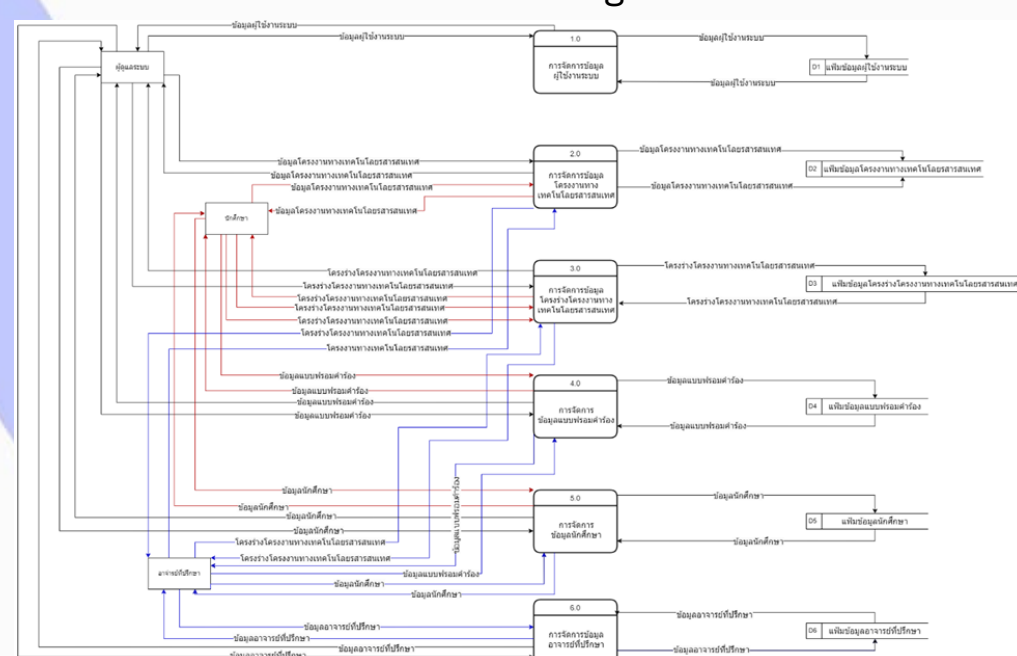 ข้อมูลผู้ใช้งานระบบ
ข้อมูลผู้ใช้งานระบบ
1.0
การจัดการข้อมูล
ผู้ใช้งานระบบ
ข้อมูลผู้ใช้งานระบบ
D1 แฟ้มข้อมูลผู้ใช้งานระบบ
ข้อมูลผู้ใช้งานระบบ
ผู้ดูแลระบบ
ข้อมูลโครงงานทางเทคโนโลยรสารสนเทศ
ข้อมูลโครงงานทางเทคโนโลยรสารสนเทศ
ข้อมูลโครงงานทางเทคโนโลยรสารสนเทศ
ข้อมูลโครงงานทางเทคโนโลยรสารสนเทศ
2.0
การจัดการข้อมูล
โครงงานทาง
เทคโนโลยรสารสนเทศ
ข้อมูลโครงงานทางเทคโนโลยรสารสนเทศ
D2 แฟ้มข้อมูลโครงงานทางเทคโนโลยรสารสนเทศ
ข้อมูลโครงงานทางเทคโนโลยรสารสนเทศ
นักศึกษา
โครงร่างโครงงานทางเทคโนโลยรสารสนเทศ
โครงร่างโครงงานทางเทคโนโลยรสารสนเทศ
โครงร่างโครงงานทางเทคโนโลยรสารสนเทศ
โครงร่างโครงงานทางเทคโนโลยรสารสนเทศ
โครงร่างโครงงานทางเทคโนโลยรสารสนเทศ
โครงร่างโครงงานทางเทคโนโลยรสารสนเทศ
โครงงานทางเทคโนโลยรสารสนเทศ
3.0
การจัดการข้อมูล
โครงร่างโครงงานทาง
เทคโนโลยรสารสนเทศ
โครงร่างโครงงานทางเทคโนโลยรสารสนเทศ
D3 แฟ้มข้อมูลโครงร่างโครงงานทางเทคโนโลยรสารสนเทศ
โครงร่างโครงงานทางเทคโนโลยรสารสนเทศ
ข้อมูลแบบฟรอมคำร้อง
ข้อมูลแบบฟรอมคำร้อง
ข้อมูลแบบฟรอมคำร้อง
ข้อมูลแบบฟรอมคำร้อง
4.0
การจัดการ
ข้อมูลแบบฟรอมคำร้อง
ข้อมูลแบบฟรอมคำร้อง
D4 แฟ้มข้อมูลแบบฟรอมคำร้อง
ข้อมูลแบบฟรอมคำร้อง
ข้อมูลแบบฟรอมคำร้อง
ข้อมูลนักศึกษา
ข้อมูลนักศึกษา
ข้อมูลนักศึกษา
ข้อมูลนักศึกษา
5.0
การจัดการ
ข้อมูลนักศึกษา
ข้อมูลนักศึกษา
D5 แฟ้มข้อมูลนักศึกษา
ข้อมูลนักศึกษา
โครงร่างโครงงานทางเทคโนโลยรสารสนเทศ
โครงร่างโครงงานทางเทคโนโลยรสารสนเทศ
อาจารย์ที่ปรึกษา
ข้อมูลแบบฟรอมคำร้อง
ข้อมูลนักศึกษา
ข้อมูลนักศึกษา
ข้อมูลอาจารย์ที่ปรึกษา
ข้อมูลอาจารย์ที่ปรึกษา
ข้อมูลอาจารย์ที่ปรึกษา
ข้อมูลอาจารย์ที่ปรึกษา
6.0
การจัดการข้อมูล
อาจารย์ที่ปรึกษา
ข้อมูลอาจารย์ที่ปรึกษา
D6 แฟ้มข้อมูลอาจารย์ที่ปรึกษา
ข้อมูลอาจารย์ที่ปรึกษา